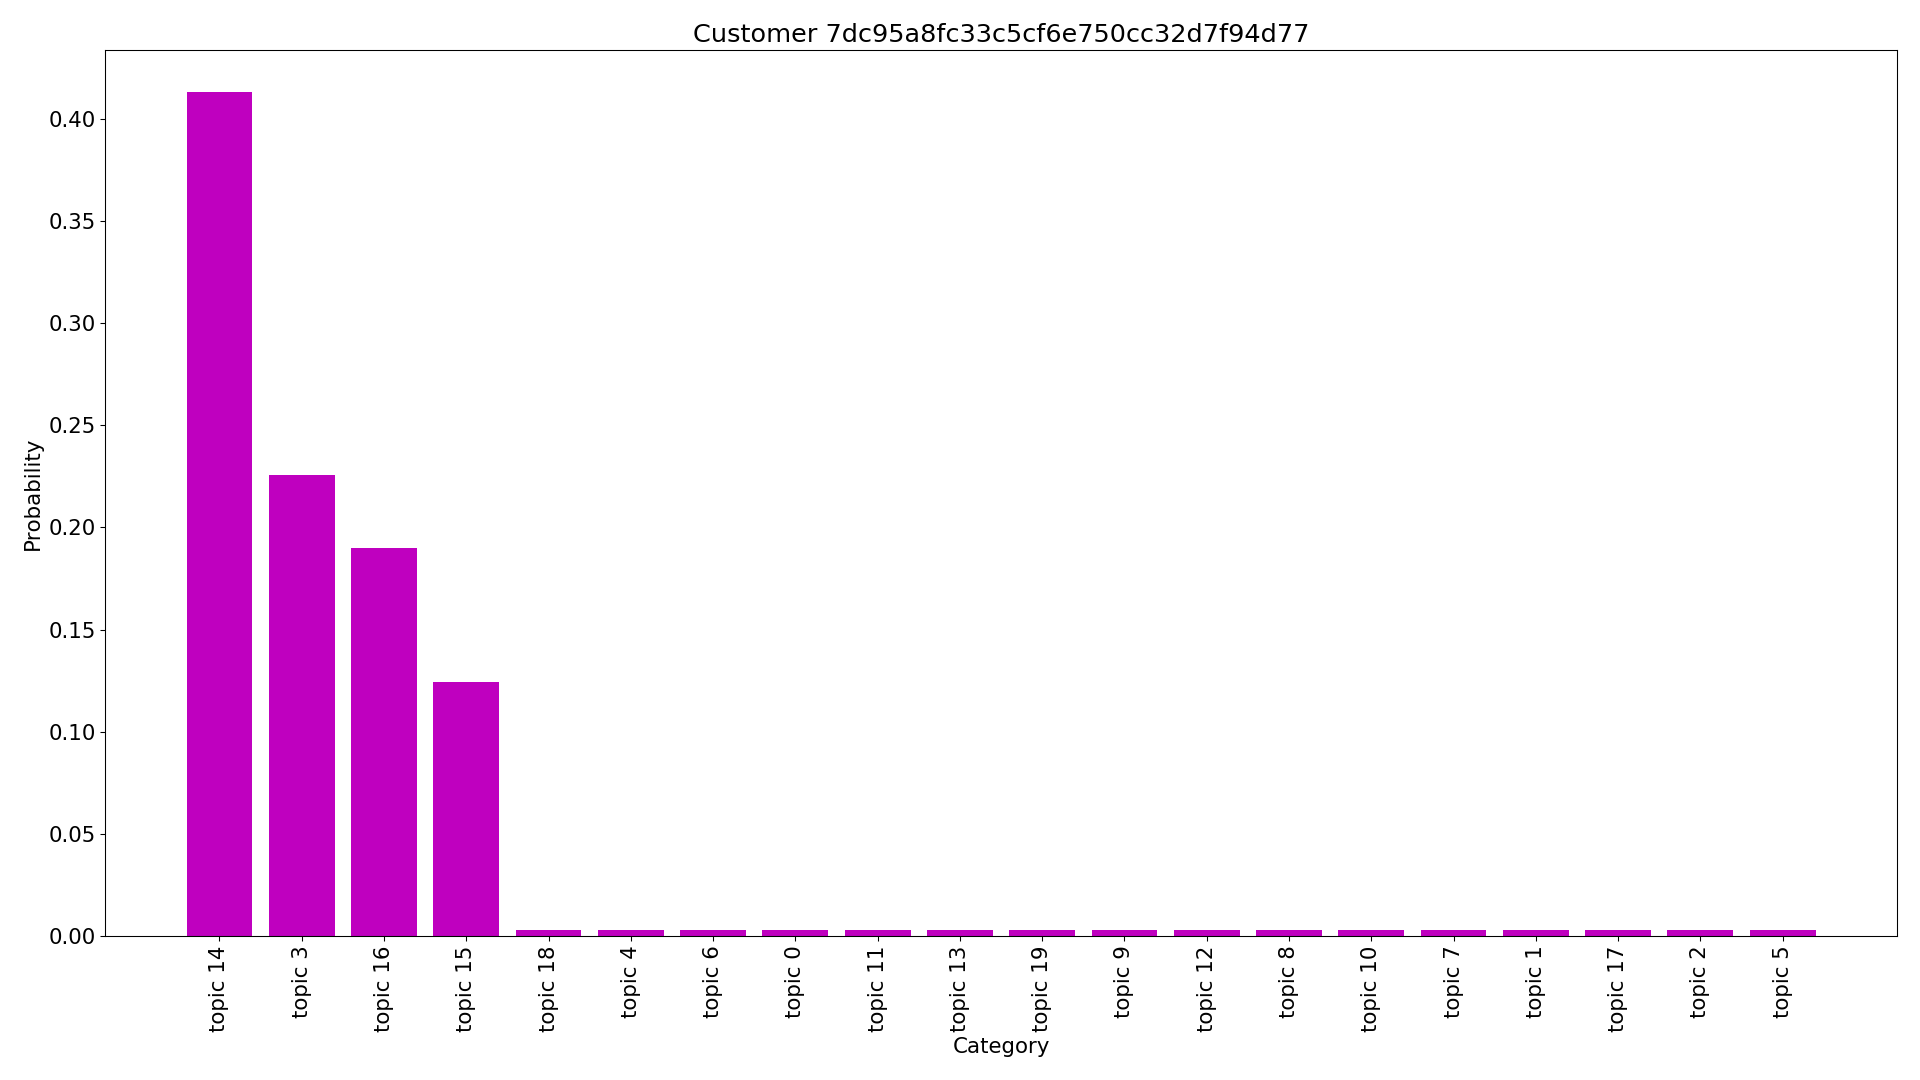 Customer 7dc95a8fc33c5cf6e750cc32d7f94d77
Probability
0.40
0.35
0.30
0.25
0.20
0.15
0.10
0.05
0.00
topic 14
topic 3
topic 16
topic 15
topic 18
topic 4
topic 6
topic 0
topic 11
topic 13
topic 19
topic 9
topic 12
topic 8
topic 10
topic 7
topic 1
topic 17
topic 2
topic 5
Category